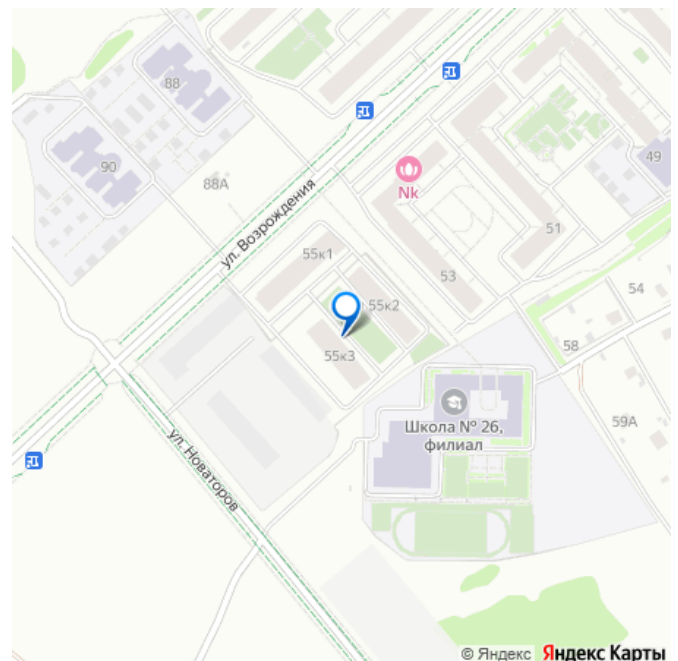 88
90
88А
49
Nk
ул. Возрождения
51
55к1
53
54
55к2
58
55к3
Школа № 26,
филиал
59А
ул. Новаторов
© Яндекс Яндекс Карты